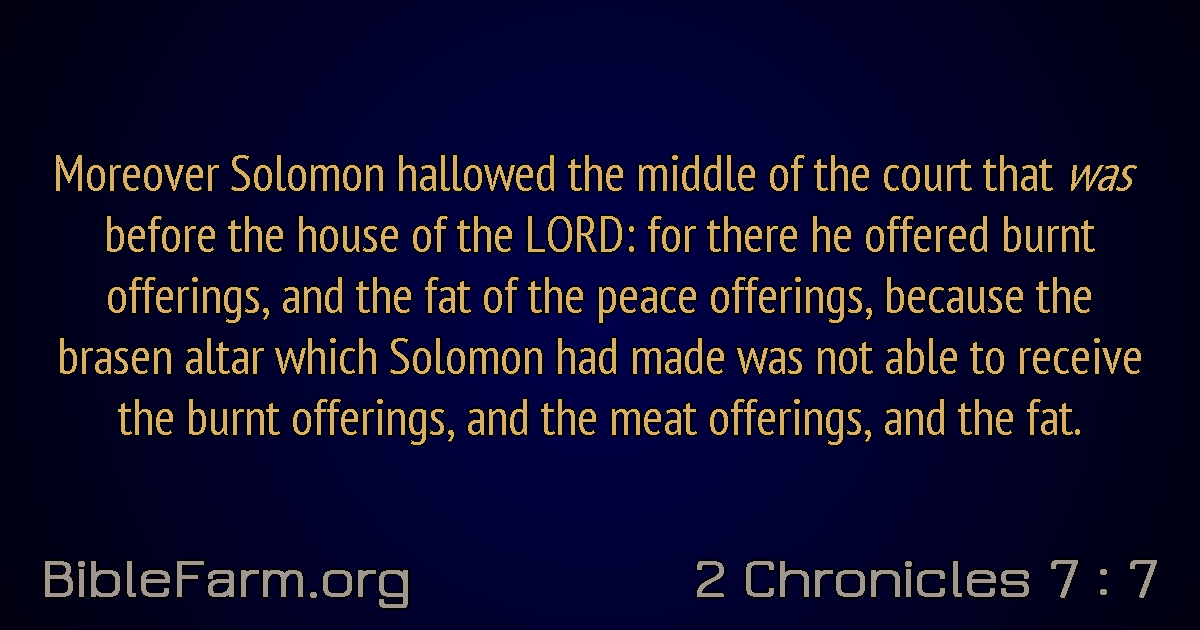 Moreover Solomon hallowed the middle of the court that was
before the house of the LORD: for there he offered burnt
offerings, and the fat of the peace offerings, because the
brasen altar which Solomon had made was not able to receive
the burnt offerings, and the meat offerings, and the fat.
BibleFarm.org
2 Chronicles 7 : 7